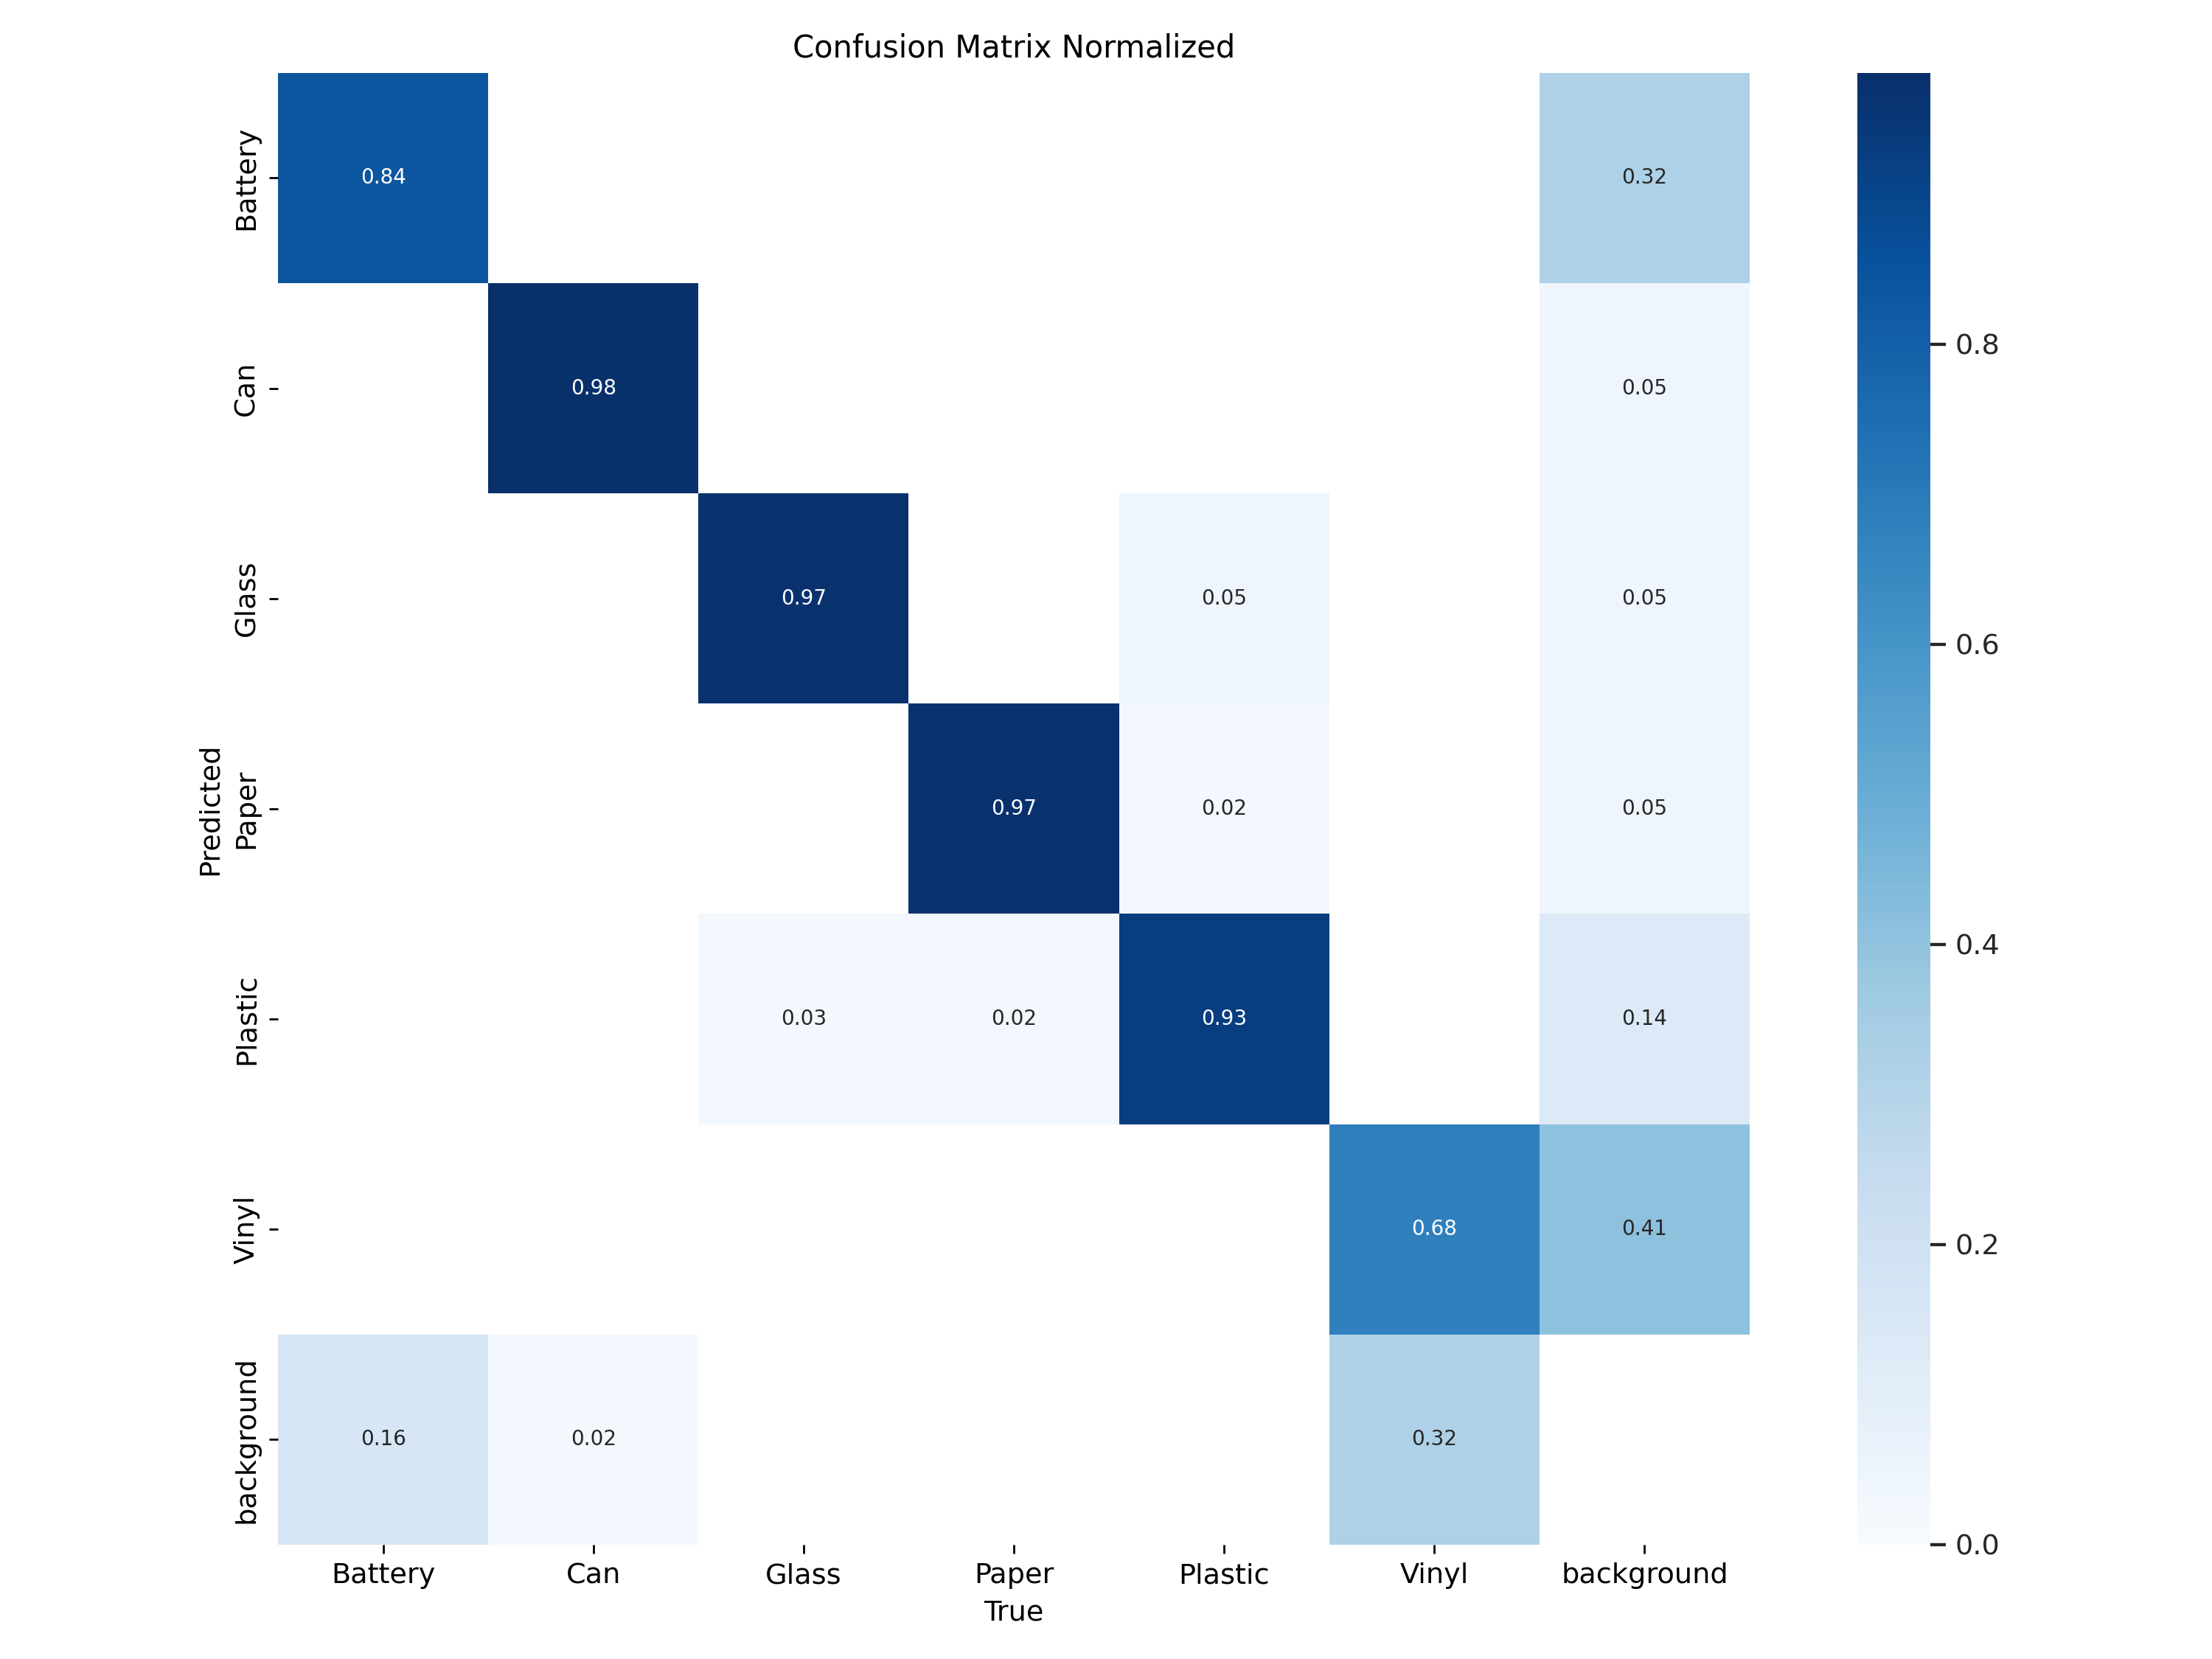 Confusion Matrix Normalized
Battery 0.84 0.32
Can 0.98 0.05
Glass 0.97 0.05 0.05
Paper 0.97 0.02 0.05
Plastic 0.03 0.02 0.93 0.14
Vinyl 0.68 0.41
background 0.16 0.02 0.32
Predicted
Battery Can Glass Paper Plastic Vinyl background
True
0.8
0.6
0.4
0.2
0.0